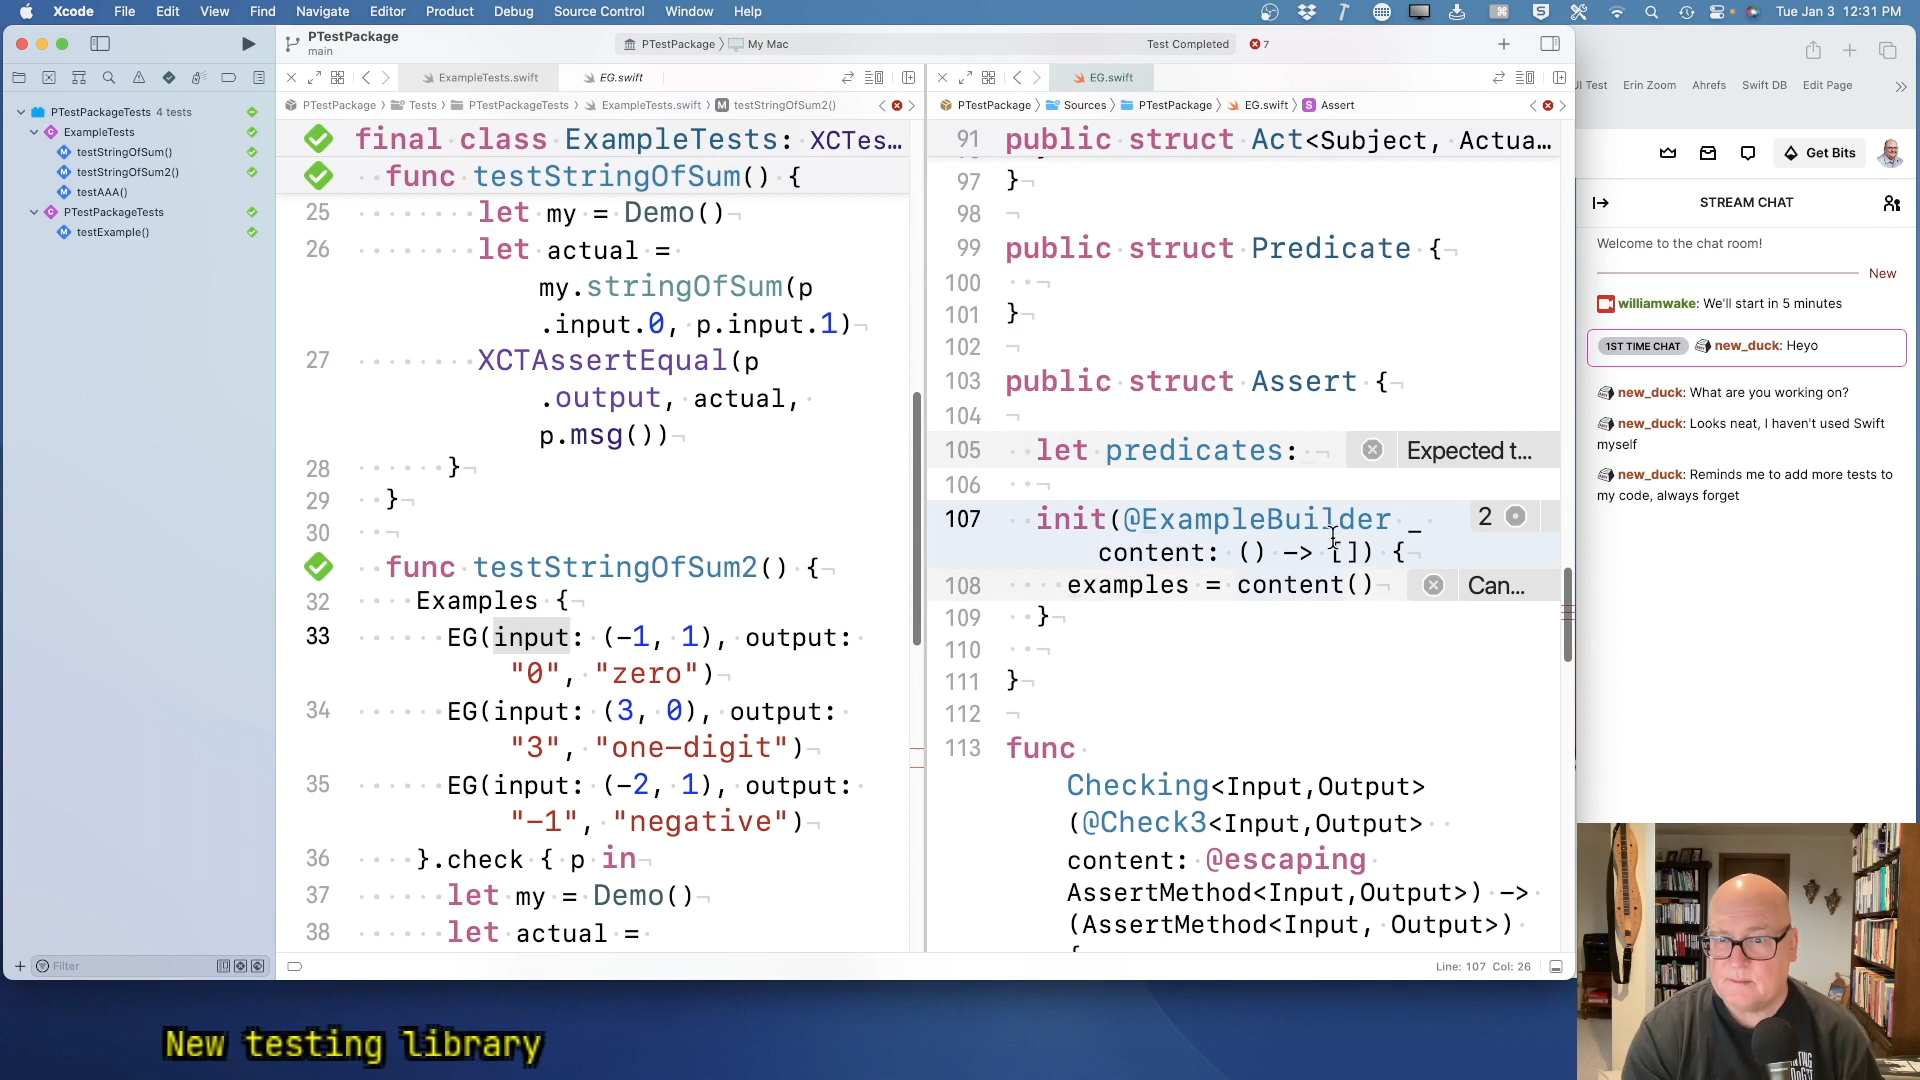 Xcode File Edit View Find Navigate Editor Product Debug Source Control Window Help
Tue Jan 3 12:31 PM
PTestPackage
main
PTestPackage My Mac
Test Completed
7
ExampleTests.swift EG.swift
PTestPackage Tests PTestPackageTests ExampleTests.swift M testStringOfSum2()
PTestPackageTests 4 tests
ExampleTests
testStringOfSum()
testStringOfSum2()
testAAA()
PTestPackageTests
testExample()
Filter
final class ExampleTests: XCTes…
func testStringOfSum() {
25 let my = Demo()
26 let actual =
my.stringOfSum(p
.input.0, p.input.1)
27 XCTAssertEqual(p
.output, actual,
p.msg())
28 }
29 }
30
func testStringOfSum2() {
32 Examples {
33 EG(input: (-1, 1), output:
"0", "zero")
34 EG(input: (3, 0), output:
"3", "one-digit")
35 EG(input: (-2, 1), output:
"-1", "negative")
36 }.check { p in
37 let my = Demo()
38 let actual =
EG.swift
PTestPackage Sources PTestPackage EG.swift S Assert
91 public struct Act<Subject, Actua…
97 }
98
99 public struct Predicate {
100
101 }
102
103 public struct Assert {
104
105 let predicates: Expected t…
106
107 init(@ExampleBuilder _ 2
content: () -> []) {
108 examples = content() Can…
109 }
110
111 }
112
113 func
Checking<Input,Output>
(@Check3<Input,Output>
content: @escaping
AssertMethod<Input,Output>) ->
(AssertMethod<Input, Output>)
{
Line: 107 Col: 26
UI Test Erin Zoom Ahrefs Swift DB Edit Page
Get Bits
STREAM CHAT
Welcome to the chat room!
New
williamwake: We'll start in 5 minutes
1ST TIME CHAT new_duck: Heyo
new_duck: What are you working on?
new_duck: Looks neat, I haven't used Swift
myself
new_duck: Reminds me to add more tests to
my code, always forget
New testing library